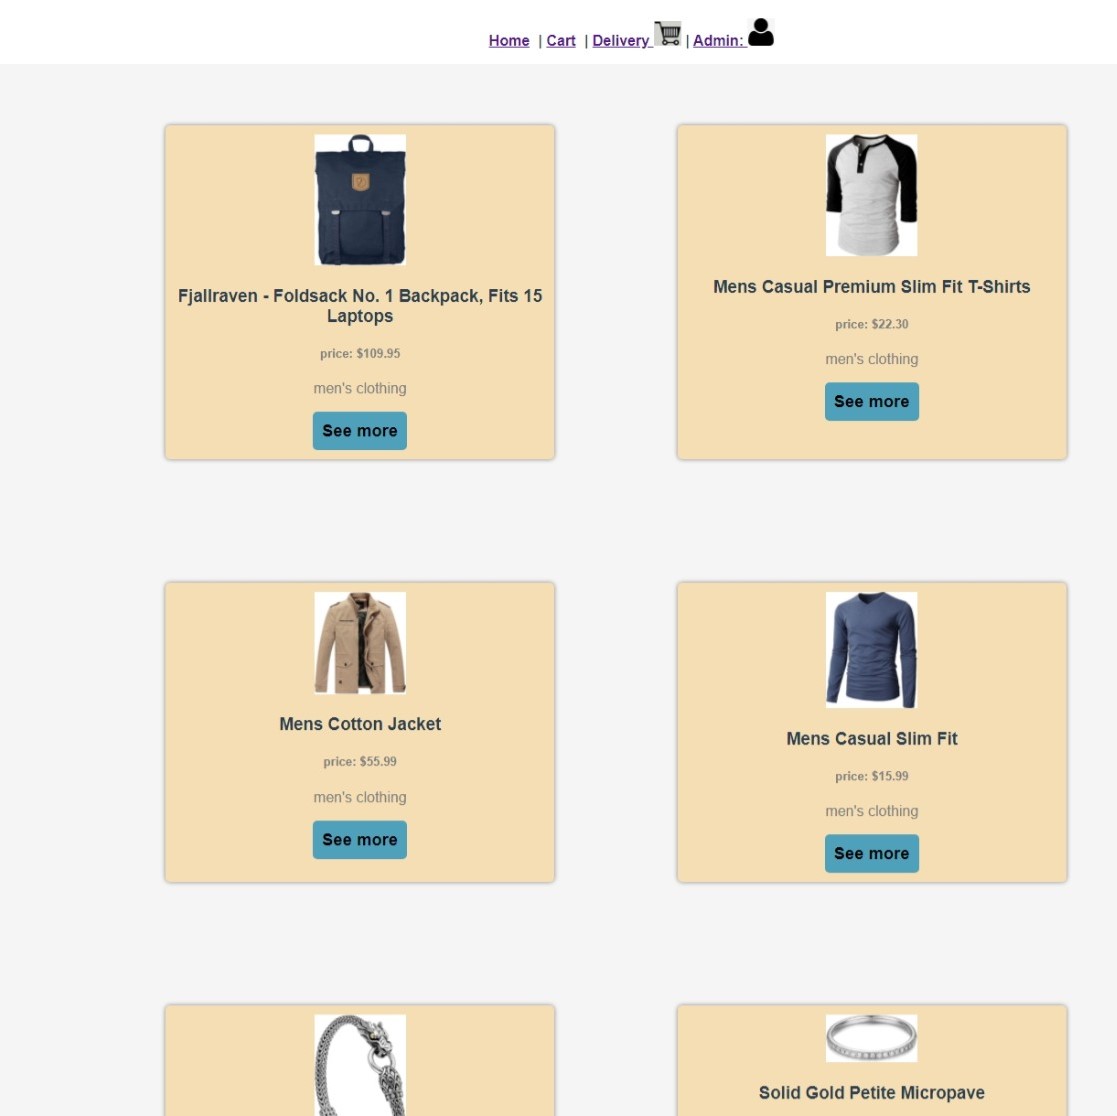 Home | Cart | Delivery | Admin:
Fjallraven - Foldsack No. 1 Backpack, Fits 15
Laptops
price: $109.95
men's clothing
See more
Mens Casual Premium Slim Fit T-Shirts
price: $22.30
men's clothing
See more
Mens Cotton Jacket
price: $55.99
men's clothing
See more
Mens Casual Slim Fit
price: $15.99
men's clothing
See more
Solid Gold Petite Micropave